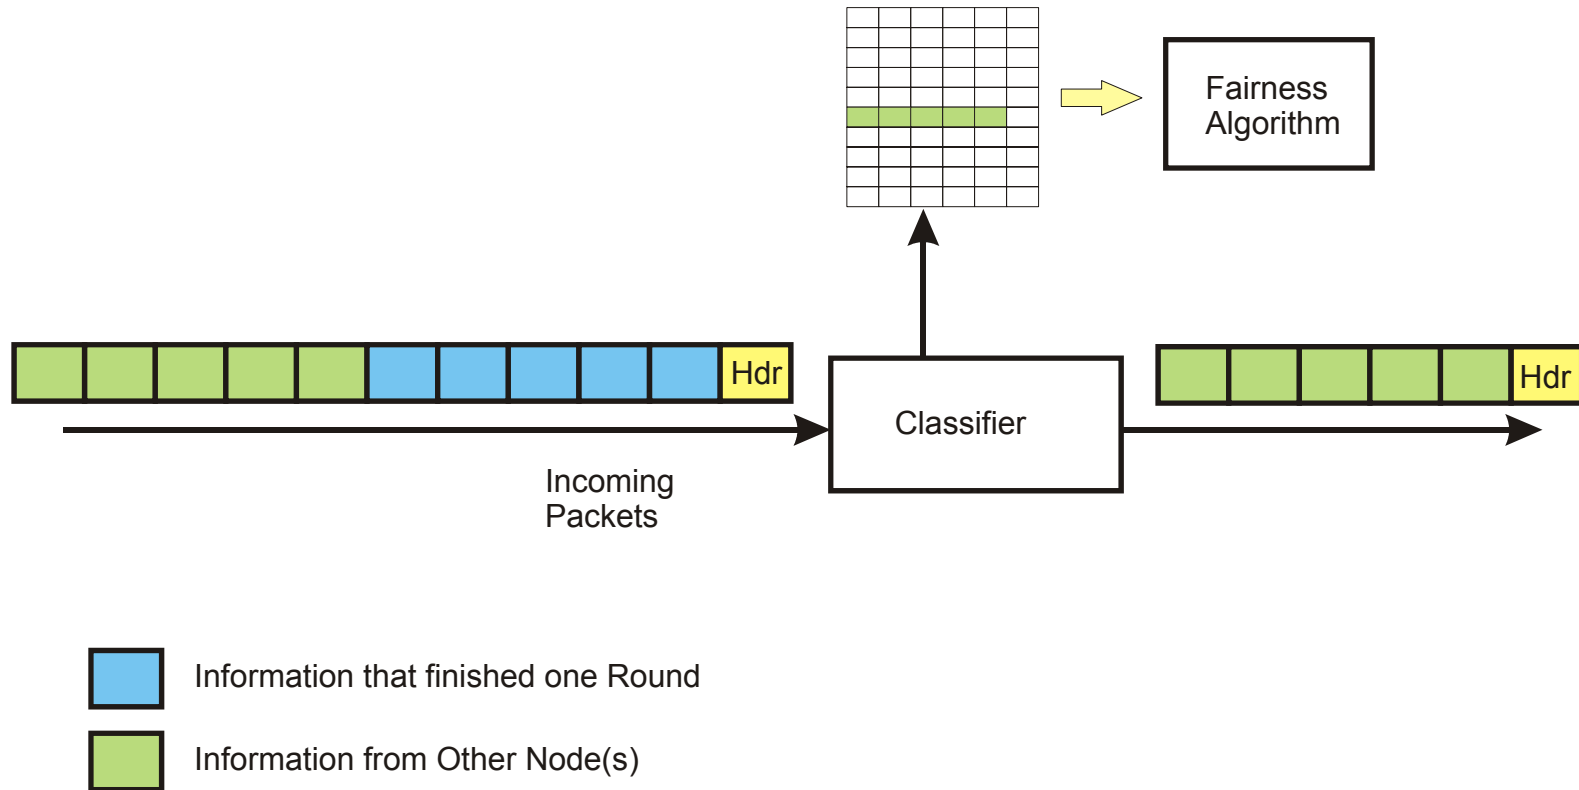 Fairness
Algorithm
Hdr
Classifier
Hdr
Incoming
Packets
Information that finished one Round
Information from Other Node(s)